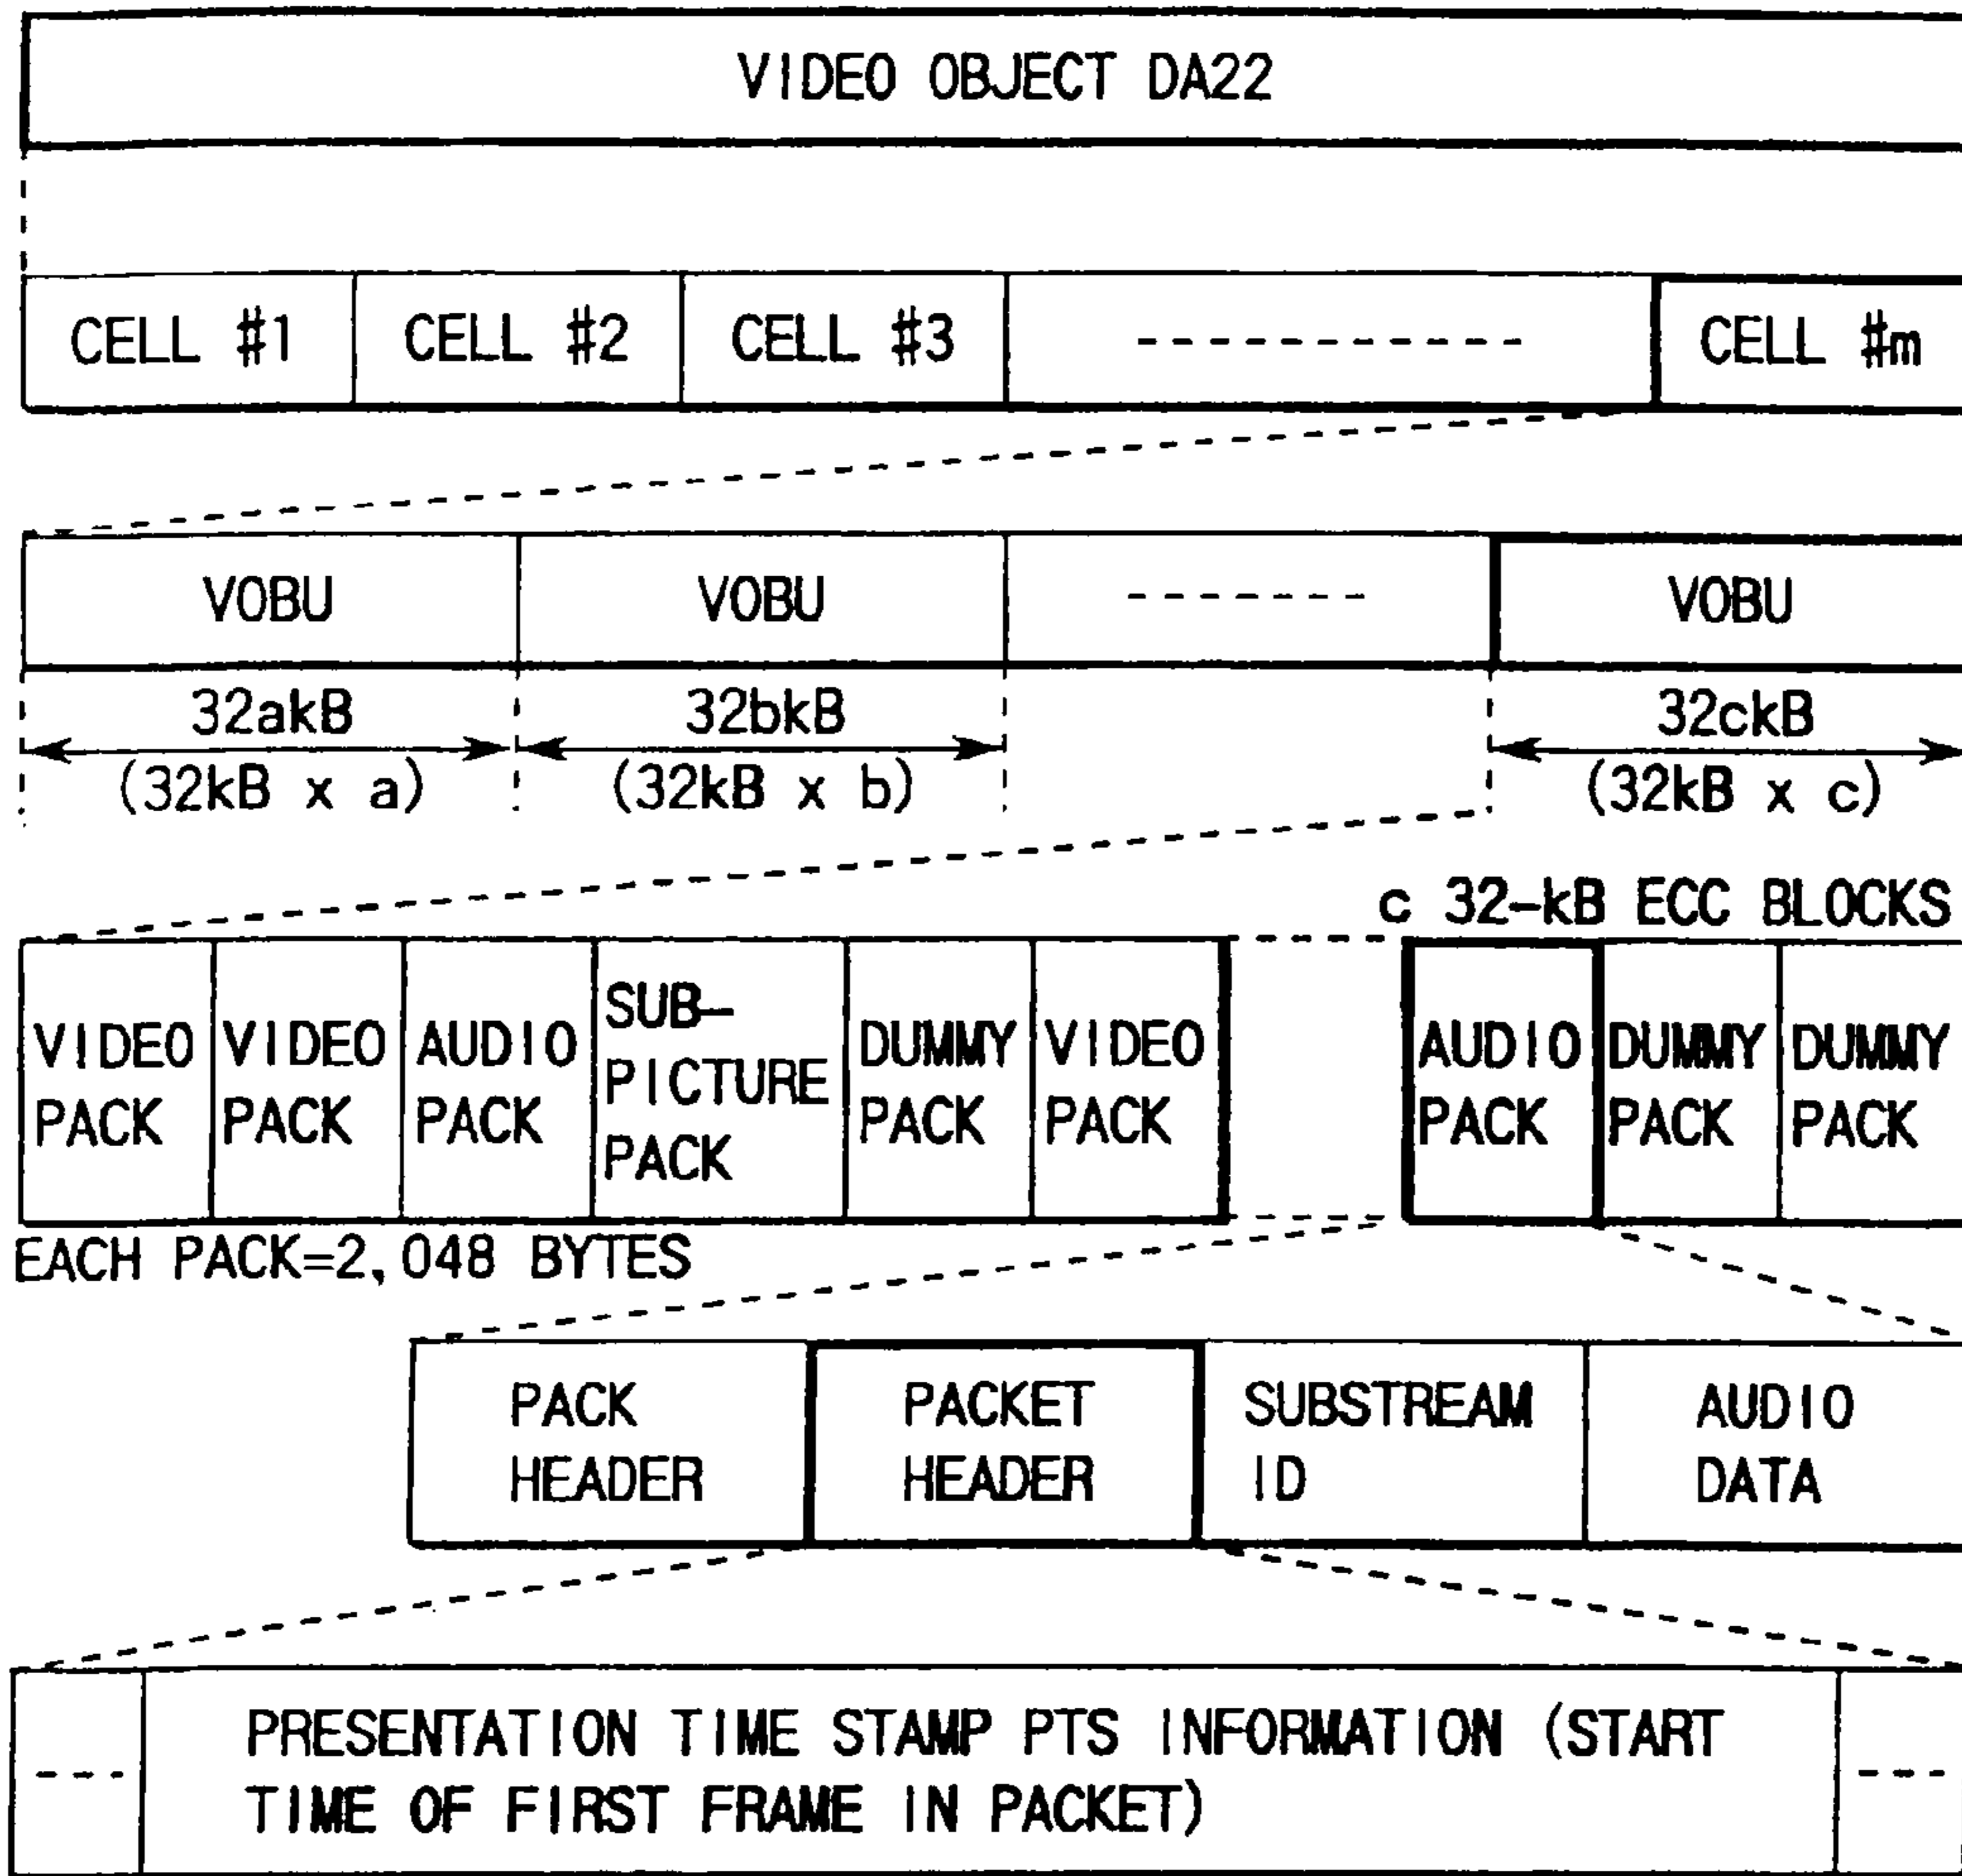 VIDEO OBJECT DA22
CELL #1 CELL #2 CELL #3 ----------- CELL #m
VOBU VOBU ------- VOBU
32akB 32bkB 32ckB
(32kB x a) (32kB x b) (32kB x c)
c 32-kB ECC BLOCKS
VIDEO PACK
VIDEO PACK
AUDIO PACK
SUB-
PICTURE
PACK
DUMMY PACK
VIDEO PACK
AUDIO PACK
DUMMY PACK
DUMMY PACK
EACH PACK=2,048 BYTES
PACK
HEADER
PACKET
HEADER
SUBSTREAM
ID
AUDIO
DATA
--- PRESENTATION TIME STAMP PTS INFORMATION (START
TIME OF FIRST FRAME IN PACKET) ---